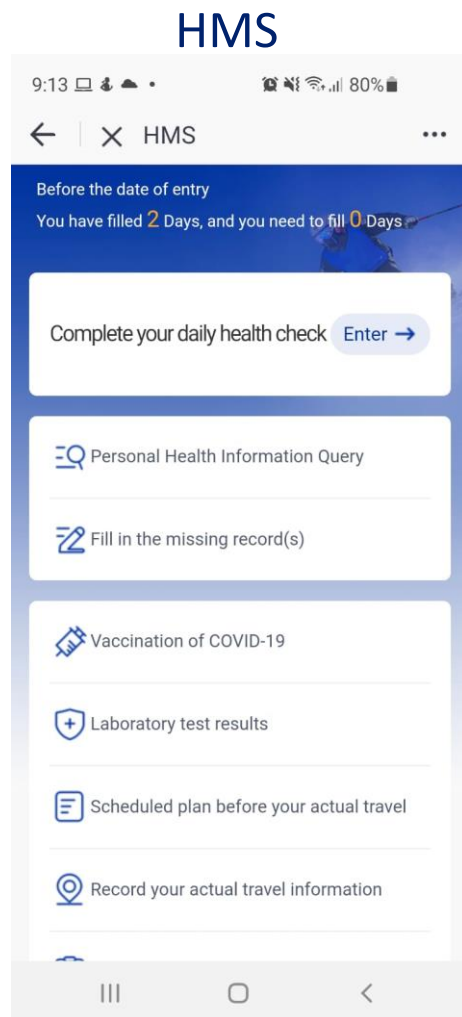 HMS
9:13 80%
HMS
Before the date of entry
You have filled 2 Days, and you need to fill 0 Days
Complete your daily health check Enter →
Personal Health Information Query
Fill in the missing record(s)
Vaccination of COVID-19
Laboratory test results
Scheduled plan before your actual travel
Record your actual travel information